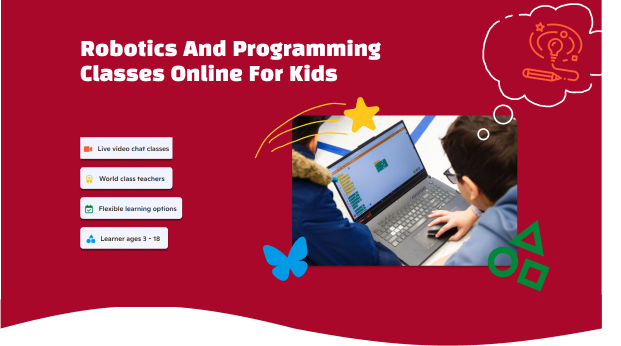 Robotics And Programming
Classes Online For Kids
Live video chat classes
World class teachers
Flexible learning options
Learner ages 3 - 18